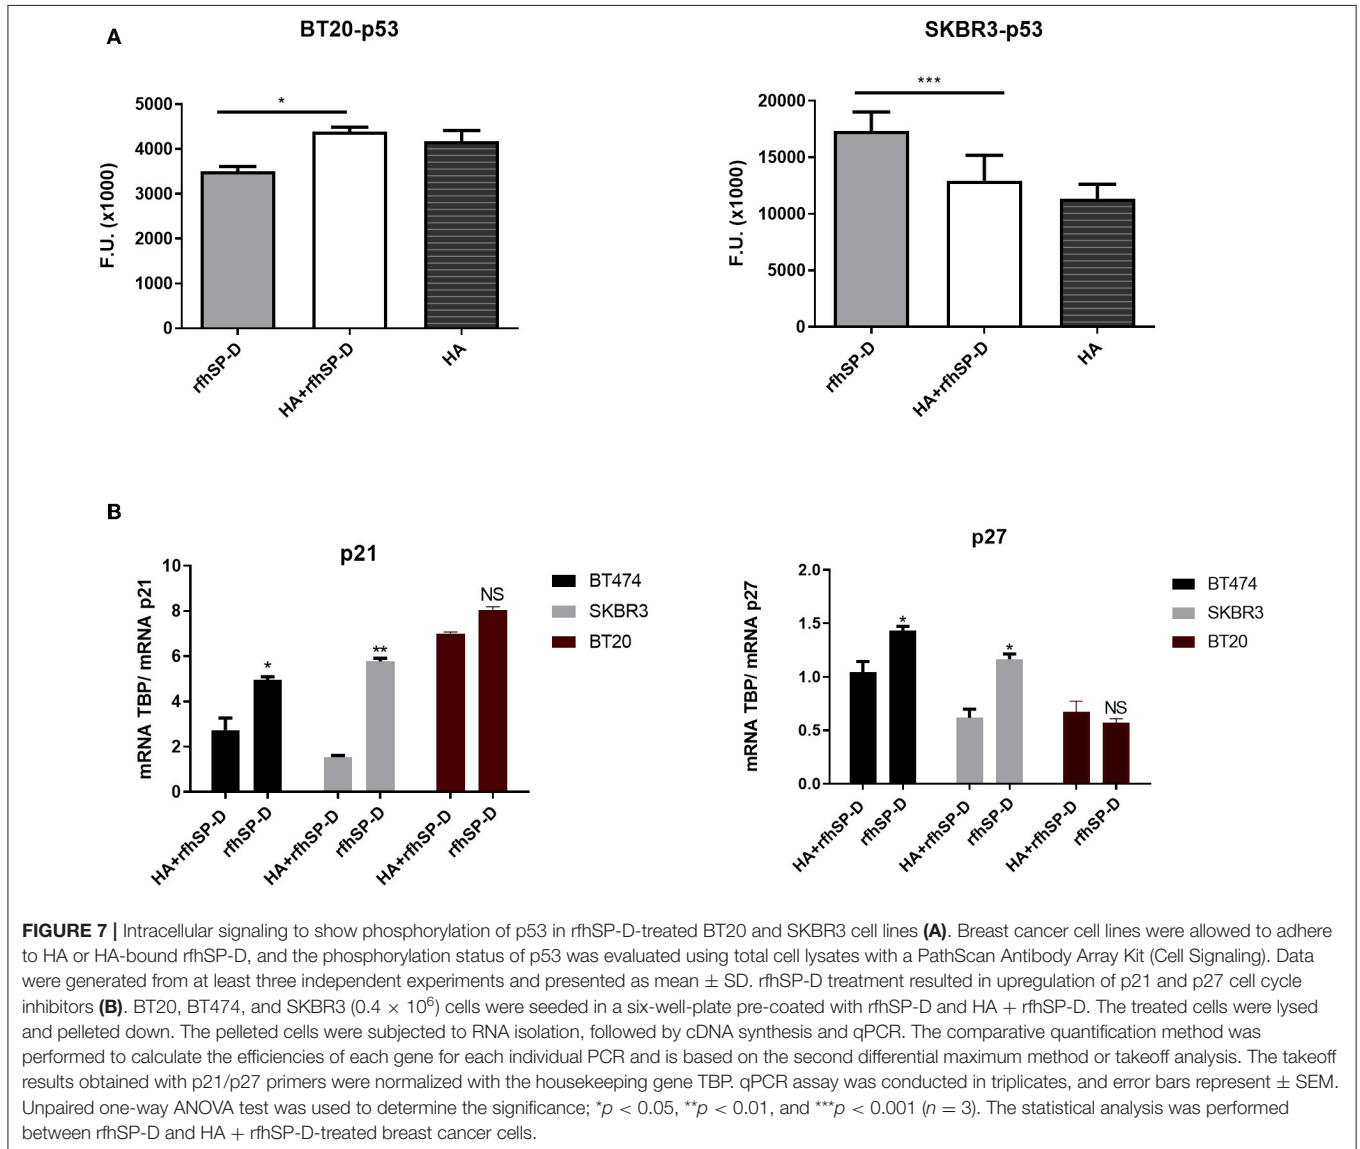 A
BT20-p53
SKBR3-p53
*
***
F.U. (x1000)
5000
4000
3000
2000
1000
0
rfhSP-D
HA+rfhSP-D
HA
F.U. (x1000)
20000
15000
10000
5000
0
rfhSP-D
HA+rfhSP-D
HA
B
p21
mRNA TBP/ mRNA p21
10
8
6
4
2
0
*
**
NS
HA+rfhSP-D
rfhSP-D
HA+rfhSP-D
rfhSP-D
HA+rfhSP-D
rfhSP-D
BT474
SKBR3
BT20
p27
mRNA TBP/ mRNA p27
2.0
1.5
1.0
0.5
0.0
*
*
NS
HA+rfhSP-D
rfhSP-D
HA+rfhSP-D
rfhSP-D
HA+rfhSP-D
rfhSP-D
BT474
SKBR3
BT20
FIGURE 7 | Intracellular signaling to show phosphorylation of p53 in rfhSP-D-treated BT20 and SKBR3 cell lines (A). Breast cancer cell lines were allowed to adhere
to HA or HA-bound rfhSP-D, and the phosphorylation status of p53 was evaluated using total cell lysates with a PathScan Antibody Array Kit (Cell Signaling). Data
were generated from at least three independent experiments and presented as mean ± SD. rfhSP-D treatment resulted in upregulation of p21 and p27 cell cycle
inhibitors (B). BT20, BT474, and SKBR3 (0.4 × 10⁶) cells were seeded in a six-well-plate pre-coated with rfhSP-D and HA + rfhSP-D. The treated cells were lysed
and pelleted down. The pelleted cells were subjected to RNA isolation, followed by cDNA synthesis and qPCR. The comparative quantification method was
performed to calculate the efficiencies of each gene for each individual PCR and is based on the second differential maximum method or takeoff analysis. The takeoff
results obtained with p21/p27 primers were normalized with the housekeeping gene TBP. qPCR assay was conducted in triplicates, and error bars represent ± SEM.
Unpaired one-way ANOVA test was used to determine the significance; *p < 0.05, **p < 0.01, and ***p < 0.001 (n = 3). The statistical analysis was performed
between rfhSP-D and HA + rfhSP-D-treated breast cancer cells.